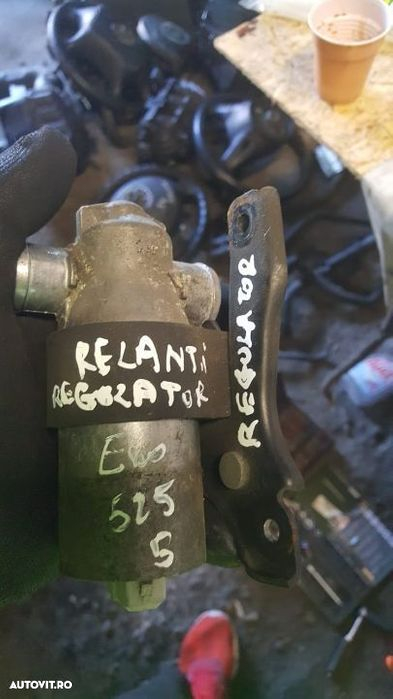 RELANTi
REGULATOR
E60
525
5
REGULATOR
AUTOVIT.RO